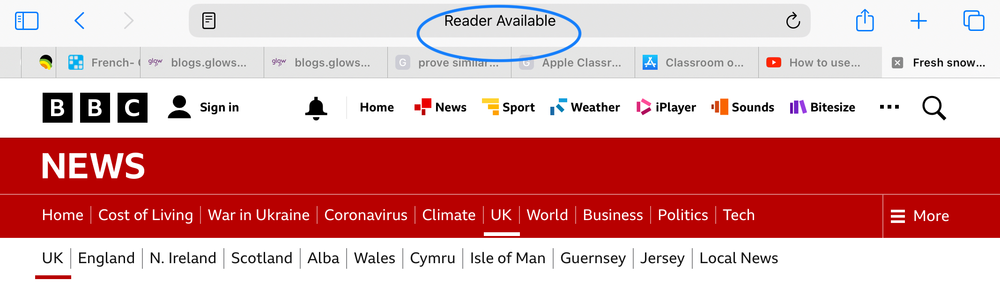 Reader Available
French- 
glow blogs.glows...
glow blogs.glows...
G prove similar...
G Apple Classr...
Classroom o...
How to use...
Fresh snow...
BBC Sign in Home News Sport Weather iPlayer Sounds Bitesize ...
NEWS
Home Cost of Living War in Ukraine Coronavirus Climate UK World Business Politics Tech More
UK England N. Ireland Scotland Alba Wales Cymru Isle of Man Guernsey Jersey Local News